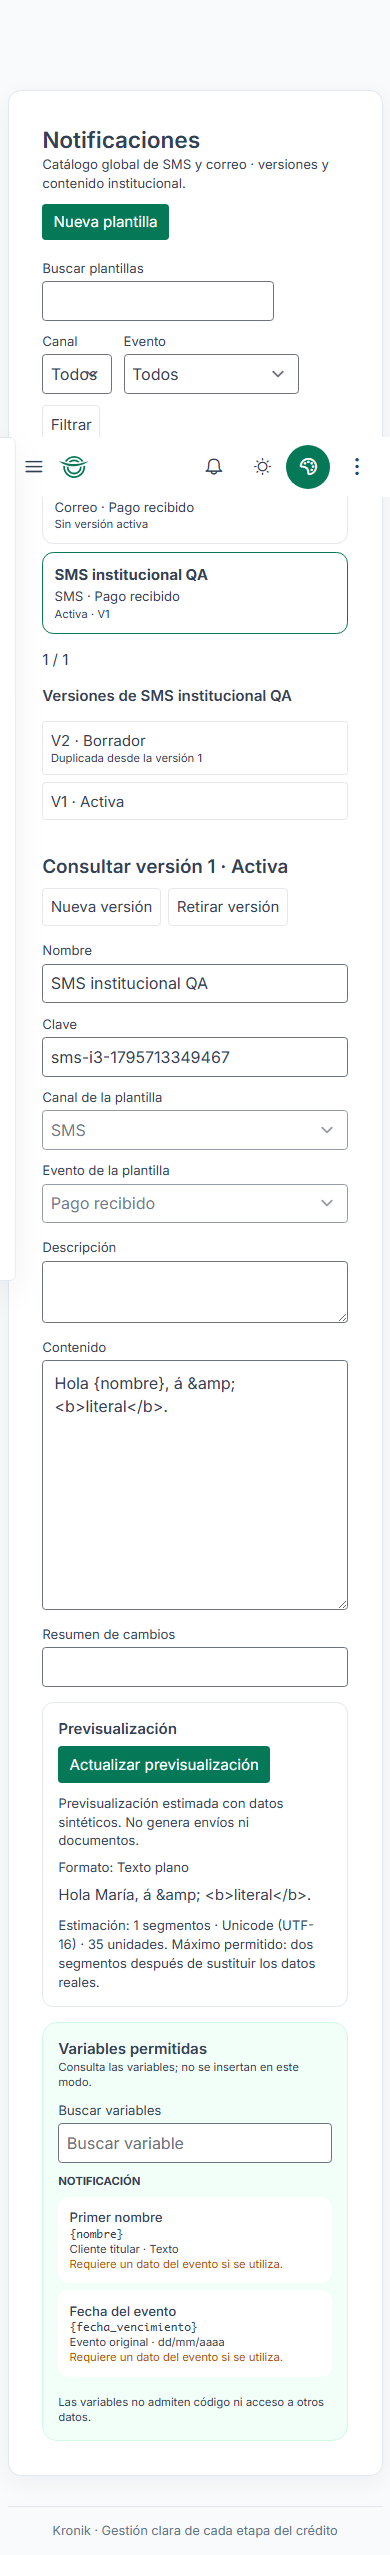 Notificaciones
Catálogo global de SMS y correo · versiones y
contenido institucional.
Nueva plantilla
Buscar plantillas
Canal
Evento
Todos
Todos
Filtrar
Correo · Pago recibido
Sin versión activa
SMS institucional QA
SMS · Pago recibido
Activa · V1
1 / 1
Versiones de SMS institucional QA
V2 · Borrador
Duplicada desde la versión 1
V1 · Activa
Consultar versión 1 · Activa
Nueva versión
Retirar versión
Nombre
SMS institucional QA
Clave
sms-i3-1795713349467
Canal de la plantilla
SMS
Evento de la plantilla
Pago recibido
Descripción
Contenido
Hola {nombre}, á &amp;
<b>literal</b>.
Resumen de cambios
Previsualización
Actualizar previsualización
Previsualización estimada con datos
sintéticos. No genera envíos ni
documentos.
Formato: Texto plano
Hola María, á &amp; <b>literal</b>.
Estimación: 1 segmentos · Unicode (UTF-
16) · 35 unidades. Máximo permitido: dos
segmentos después de sustituir los datos
reales.
Variables permitidas
Consulta las variables; no se insertan en este
modo.
Buscar variables
Buscar variable
NOTIFICACIÓN
Primer nombre
{nombre}
Cliente titular · Texto
Requiere un dato del evento si se utiliza.
Fecha del evento
{fecha_vencimiento}
Evento original · dd/mm/aaaa
Requiere un dato del evento si se utiliza.
Las variables no admiten código ni acceso a otros
datos.
Kronik · Gestión clara de cada etapa del crédito